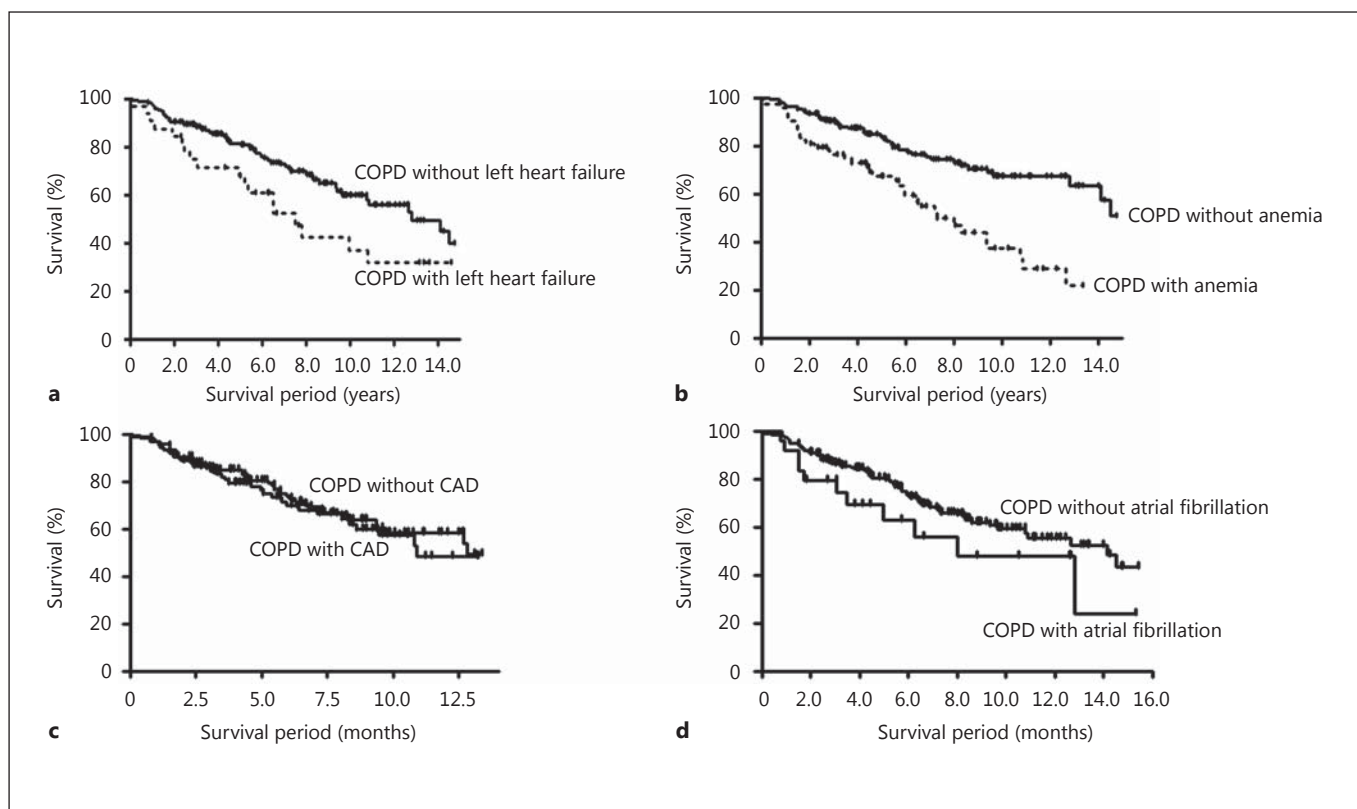 100
80
60
40
20
0
Survival (%)
COPD without left heart failure
COPD with left heart failure
0 2.0 4.0 6.0 8.0 10.0 12.0 14.0
a Survival period (years)
100
80
60
40
20
0
Survival (%)
COPD without anemia
COPD with anemia
0 2.0 4.0 6.0 8.0 10.0 12.0 14.0
b Survival period (years)
100
80
60
40
20
0
Survival (%)
COPD without CAD
COPD with CAD
0 2.5 5.0 7.5 10.0 12.5
c Survival period (months)
100
80
60
40
20
0
Survival (%)
COPD without atrial fibrillation
COPD with atrial fibrillation
0 2.0 4.0 6.0 8.0 10.0 12.0 14.0 16.0
d Survival period (months)